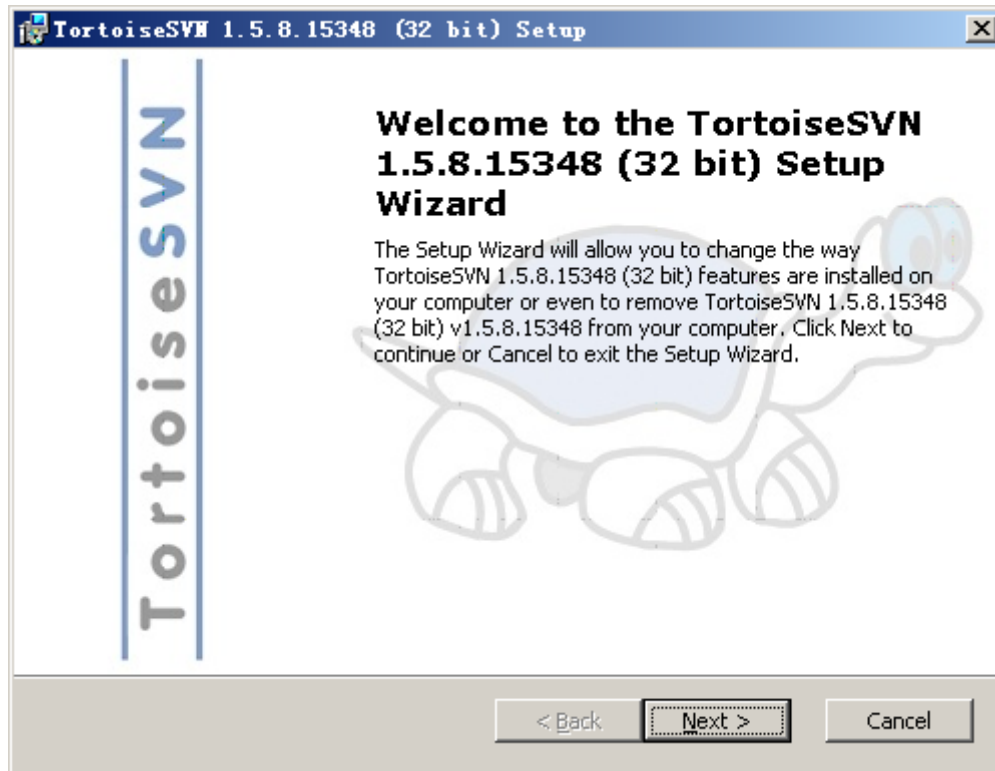 TortoiseSVN 1.5.8.15348 (32 bit) Setup
TortoiseSVN
Welcome to the TortoiseSVN
1.5.8.15348 (32 bit) Setup
Wizard
The Setup Wizard will allow you to change the way
TortoiseSVN 1.5.8.15348 (32 bit) features are installed on
your computer or even to remove TortoiseSVN 1.5.8.15348
(32 bit) v1.5.8.15348 from your computer. Click Next to
continue or Cancel to exit the Setup Wizard.
< Back
Next >
Cancel